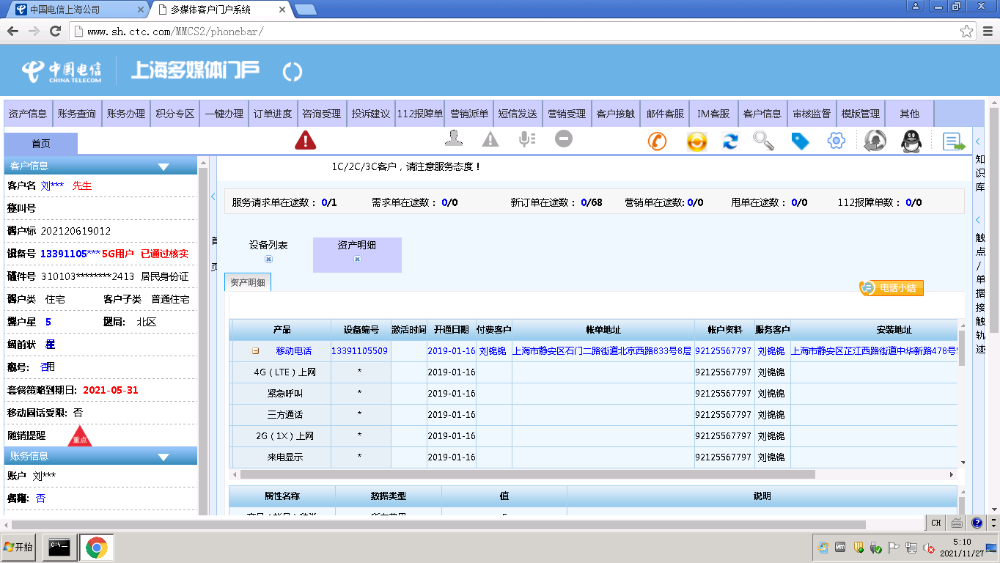 中国电信上海公司
多媒体客户门户系统
www.sh.ctc.com/MMCS2/phonebar/
中国电信
CHINA TELECOM
上海多媒体门户
资产信息 账务查询 账务办理 积分专区 一键办理 订单进度 咨询受理 投诉建议 112报障单 营销派单 短信发送 营销受理 客户接触 邮件客服 IM客服 客户信息 审核监督 模版管理 其他
首页
1C/2C/3C客户，请注意服务态度！
服务请求单在途数： 0/1 需求单在途数： 0/0 新订单在途数： 0/68 营销单在途数: 0/0 甩单在途数： 0/0 112报障单数： 0/0
客户信息
客户名 刘*** 先生
叫号
户标 202120619012
设备号 13391105***5G用户 已通过核实
证件号 310103********2413 居民身份证
客户类 住宅 客户子类 普通住宅
客户星 5 局: 北区
前状
号:
套餐策略到期日: 2021-05-31
移动固话受限: 否
随销提醒 重点
账务信息
账户 刘***
否
首
页
设备列表
资产明细
资产明细
电话小结
产品 设备编号 激活时间 开通日期 付费客户 帐单地址 帐户资料 服务客户 安装地址
移动电话 13391105509 2019-01-16 刘锦锦 上海市静安区石门二路街道北京西路833号8层 92125567797 刘锦锦 上海市静安区芷江西路街道中华新路478号
4G（LTE）上网 * 2019-01-16 92125567797 刘锦锦
紧急呼叫 * 2019-01-16 92125567797 刘锦锦
三方通话 * 2019-01-16 92125567797 刘锦锦
2G（1X）上网 * 2019-01-16 92125567797 刘锦锦
来电显示 * 2019-01-16 92125567797 刘锦锦
属性名称 数据类型 值 说明
知识库
触点/单据接触轨迹
CH
开始
5:10
2021/11/27